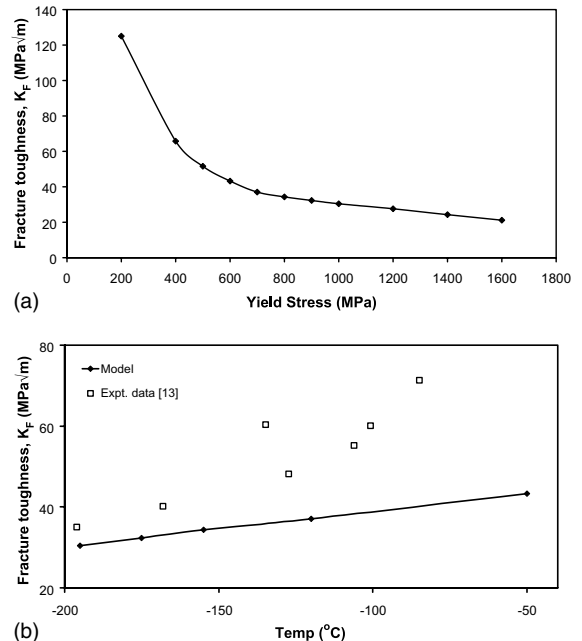 (a)
Fracture toughness, K_F (MPa√m)
140
120
100
80
60
40
20
0
0 200 400 600 800 1000 1200 1400 1600 1800
Yield Stress (MPa)
(b)
Fracture toughness, K_F (MPa√m)
80
60
40
20
Model
Expt. data [13]
-200 -150 -100 -50
Temp (°C)